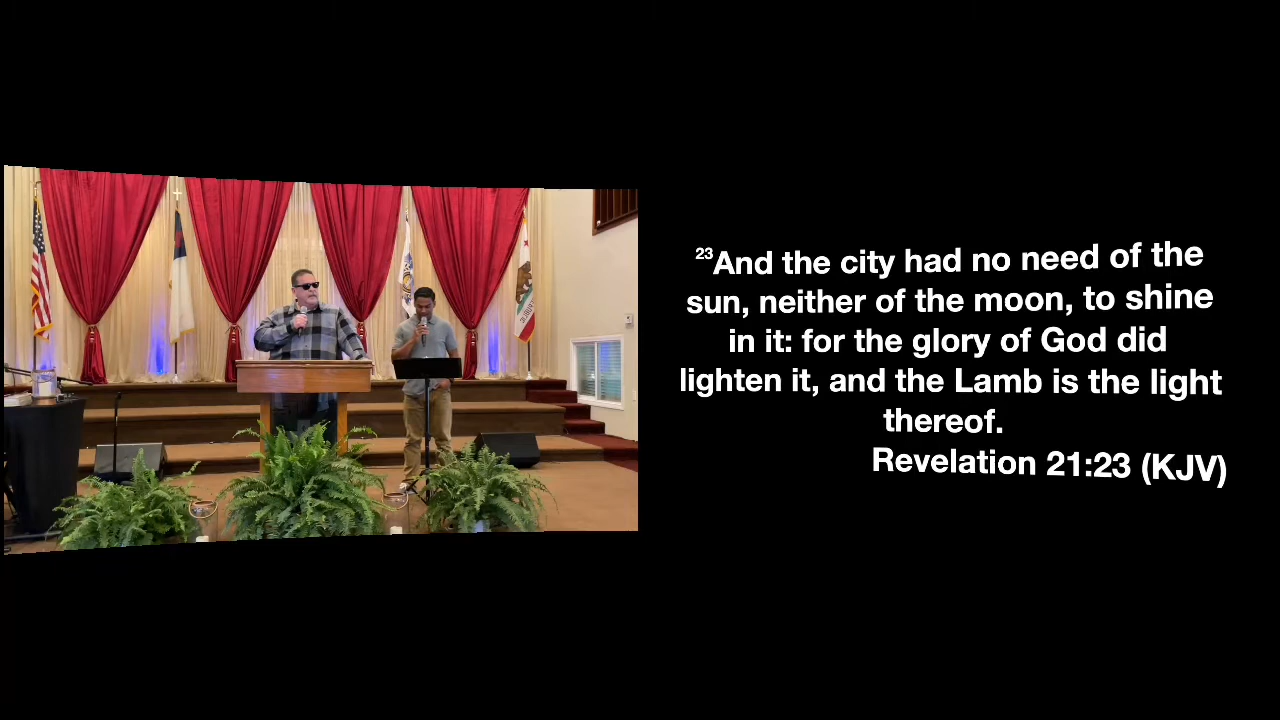 ²³And the city had no need of the
sun, neither of the moon, to shine
in it: for the glory of God did
lighten it, and the Lamb is the light
thereof.
Revelation 21:23 (KJV)